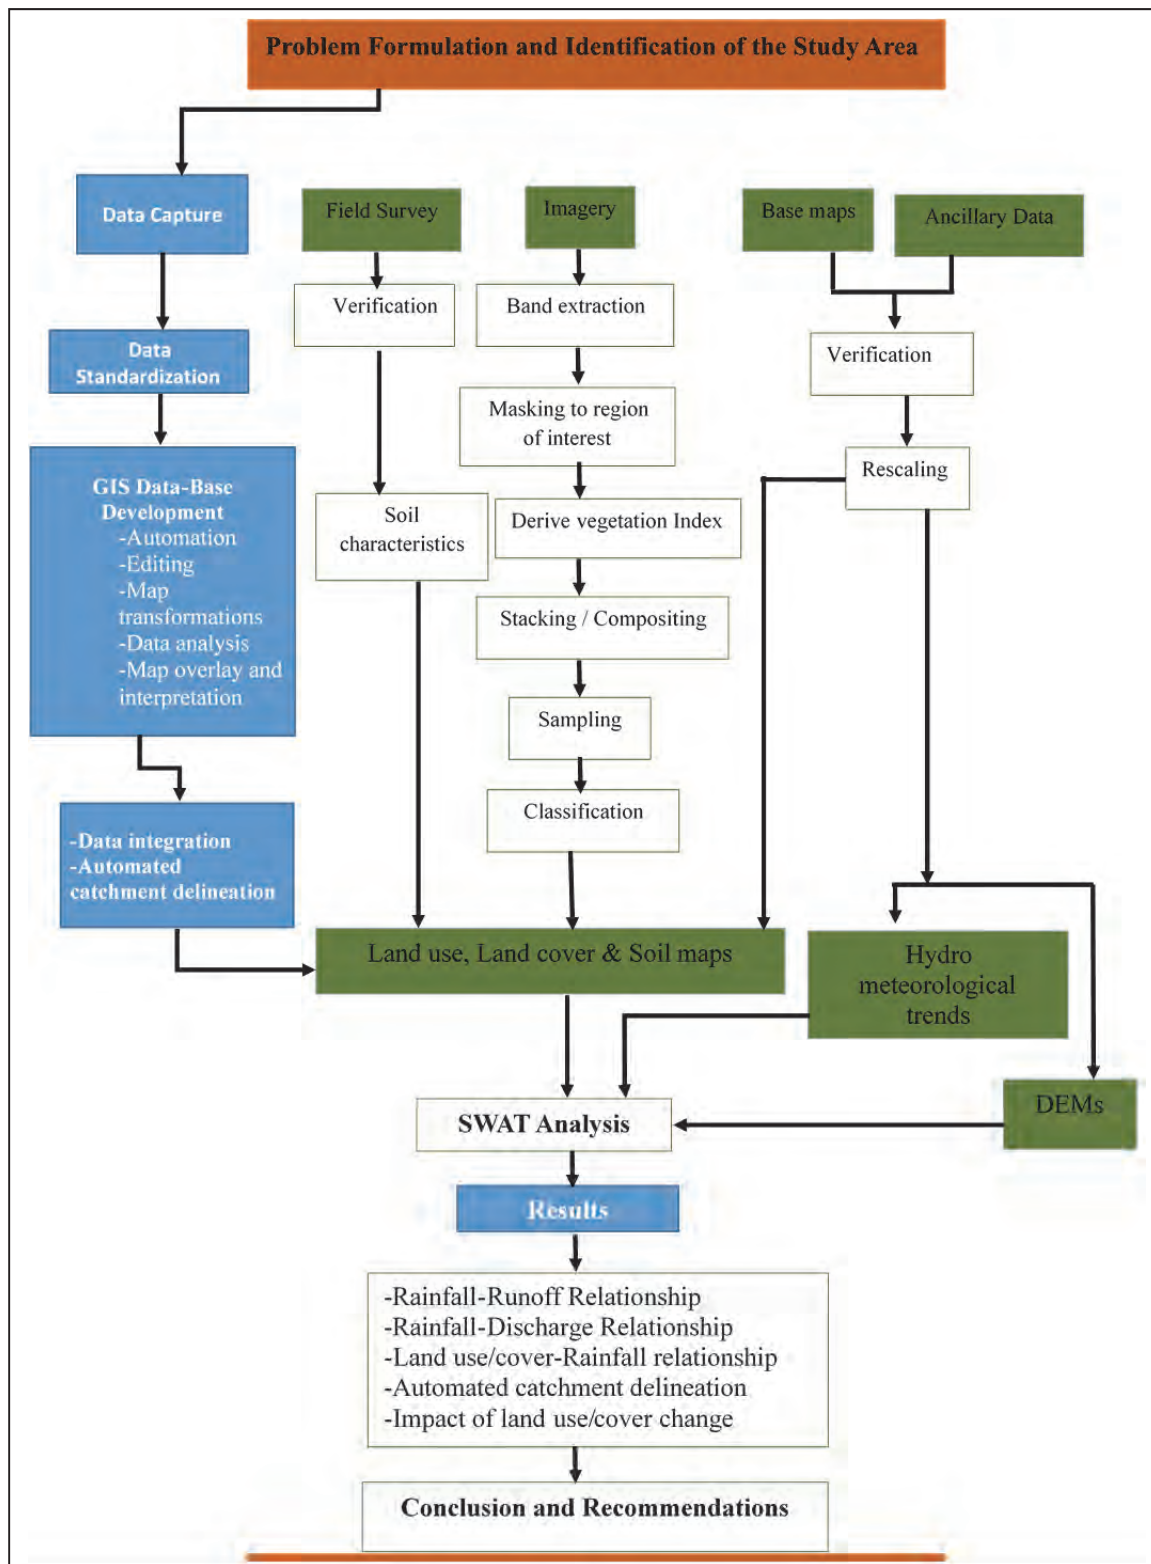 Problem Formulation and Identification of the Study Area
Data Capture
Field Survey
Imagery
Base maps
Ancillary Data
Verification
Band extraction
Data
Standardization
Verification
Masking to region
of interest
GIS Data-Base
Development
-Automation
-Editing
-Map
transformations
-Data analysis
-Map overlay and
interpretation
Soil
characteristics
Derive vegetation Index
Rescaling
Stacking / Compositing
Sampling
Classification
-Data integration
-Automated
catchment delineation
Land use, Land cover & Soil maps
Hydro
meteorological
trends
SWAT Analysis
DEMs
Results
-Rainfall-Runoff Relationship
-Rainfall-Discharge Relationship
-Land use/cover-Rainfall relationship
-Automated catchment delineation
-Impact of land use/cover change
Conclusion and Recommendations